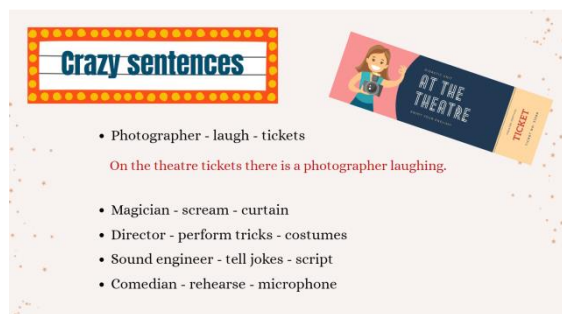 Crazy sentences
AT THE
THEATRE
TICKET
• Photographer - laugh - tickets
On the theatre tickets there is a photographer laughing.
• Magician - scream - curtain
• Director - perform tricks - costumes
• Sound engineer - tell jokes - script
• Comedian - rehearse - microphone